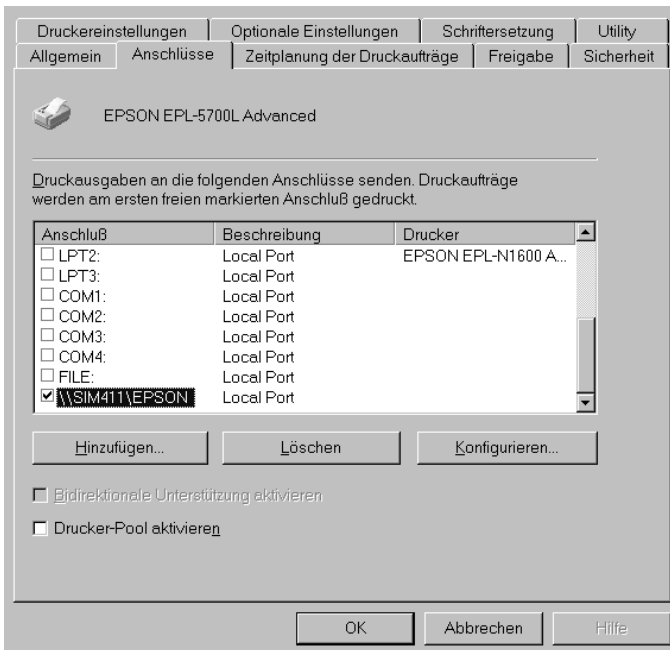 Druckereinstellungen Optionale Einstellungen Schriftersetzung Utility
Allgemein Anschlüsse Zeitplanung der Druckaufträge Freigabe Sicherheit
EPSON EPL-5700L Advanced
Druckausgaben an die folgenden Anschlüsse senden. Druckaufträge
werden am ersten freien markierten Anschluß gedruckt.
Anschluß Beschreibung Drucker
LPT2: Local Port EPSON EPL-N1600 A...
LPT3: Local Port
COM1: Local Port
COM2: Local Port
COM3: Local Port
COM4: Local Port
FILE: Local Port
\\SIM411\EPSON Local Port
Hinzufügen... Löschen Konfigurieren...
Bidirektionale Unterstützung aktivieren
Drucker-Pool aktivieren
OK Abbrechen Hilfe